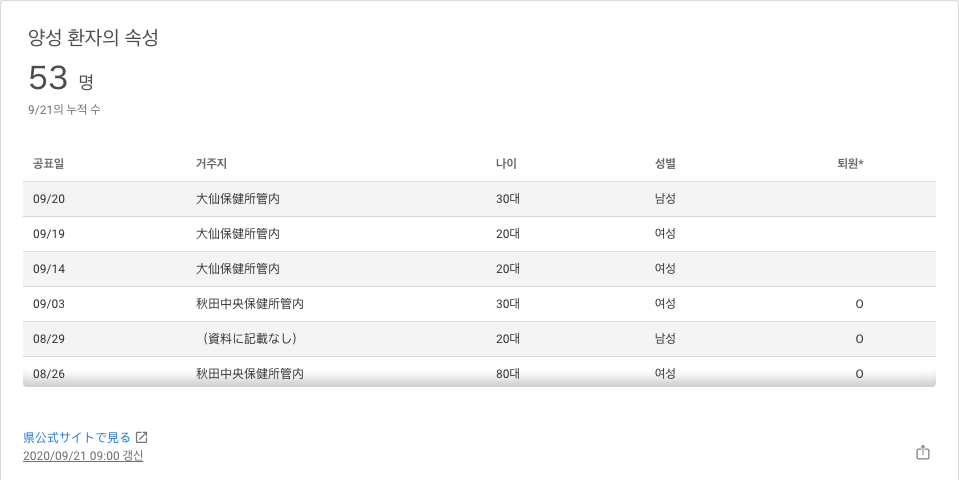 양성 환자의 속성
53 명
9/21의 누적 수
공표일 거주지 나이 성별 퇴원*
09/20 大仙保健所管内 30대 남성
09/19 大仙保健所管内 20대 여성
09/14 大仙保健所管内 20대 여성
09/03 秋田中央保健所管内 30대 여성 O
08/29 （資料に記載なし） 20대 남성 O
08/26 秋田中央保健所管内 80대 여성 O
県公式サイトで見る
2020/09/21 09:00 갱신